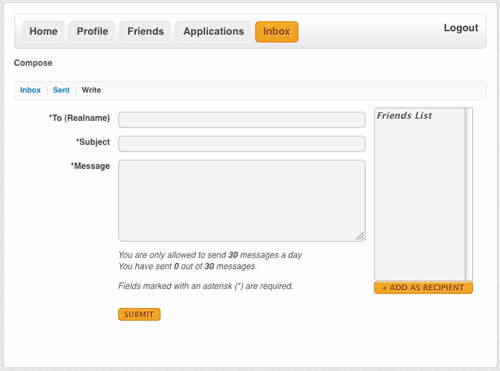 Home Profile Friends Applications Inbox Logout
Compose
Inbox Sent Write
*To (Realname)
*Subject
*Message
Friends List
You are only allowed to send 30 messages a day
You have sent 0 out of 30 messages.
Fields marked with an asterisk (*) are required.
+ ADD AS RECIPIENT
SUBMIT